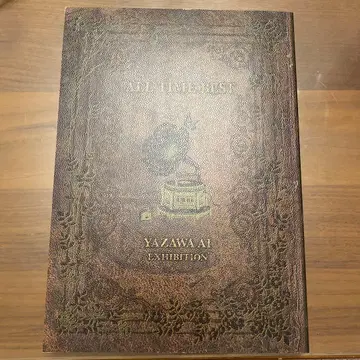 ALL TIME BEST
YAZAWA AI
EXHIBITION